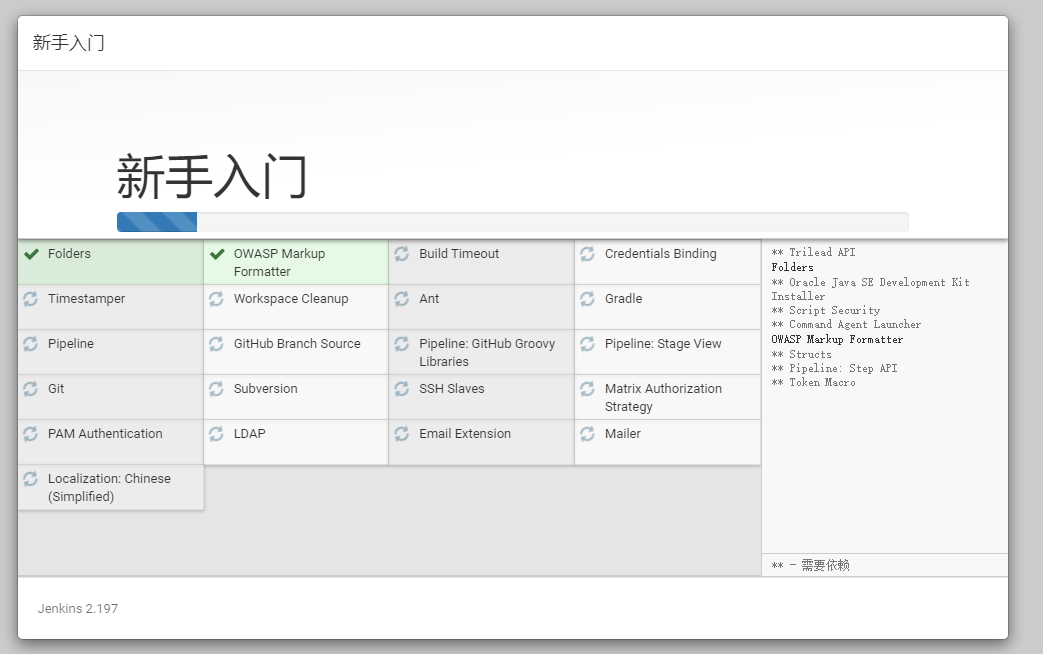 新手入门
新手入门
Folders
OWASP Markup
Formatter
Build Timeout
Credentials Binding
Timestamper
Workspace Cleanup
Ant
Gradle
Pipeline
GitHub Branch Source
Pipeline: GitHub Groovy
Libraries
Pipeline: Stage View
Git
Subversion
SSH Slaves
Matrix Authorization
Strategy
PAM Authentication
LDAP
Email Extension
Mailer
Localization: Chinese
(Simplified)
** Trilead API
Folders
** Oracle Java SE Development Kit
Installer
** Script Security
** Command Agent Launcher
OWASP Markup Formatter
** Structs
** Pipeline: Step API
** Token Macro
** - 需要依赖
Jenkins 2.197